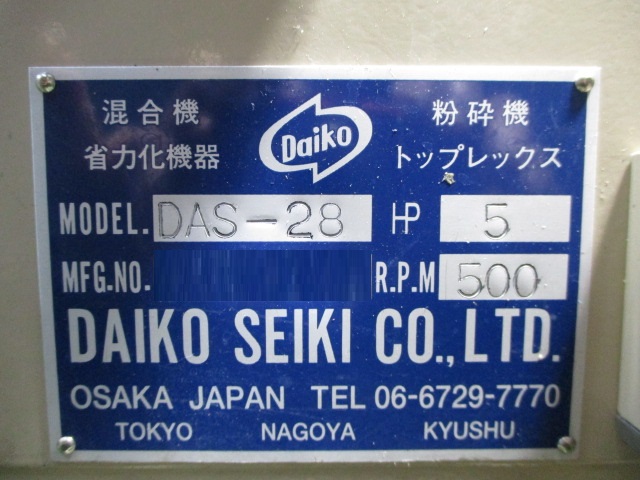 混合機 Daiko 粉砕機
省力化機器 トップレックス
MODEL. DAS-28 HP 5
MFG.NO. R.P.M 500
DAIKO SEIKI CO., LTD.
OSAKA JAPAN TEL 06-6729-7770
TOKYO NAGOYA KYUSHU